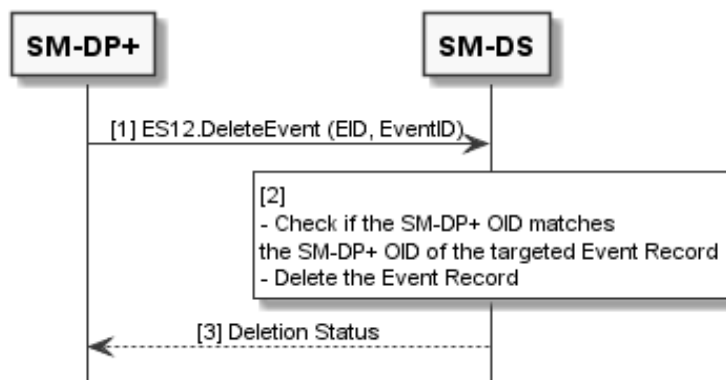 SM-DP+
SM-DS
[1] ES12.DeleteEvent (EID, EventID)
[2]
- Check if the SM-DP+ OID matches
the SM-DP+ OID of the targeted Event Record
- Delete the Event Record
[3] Deletion Status